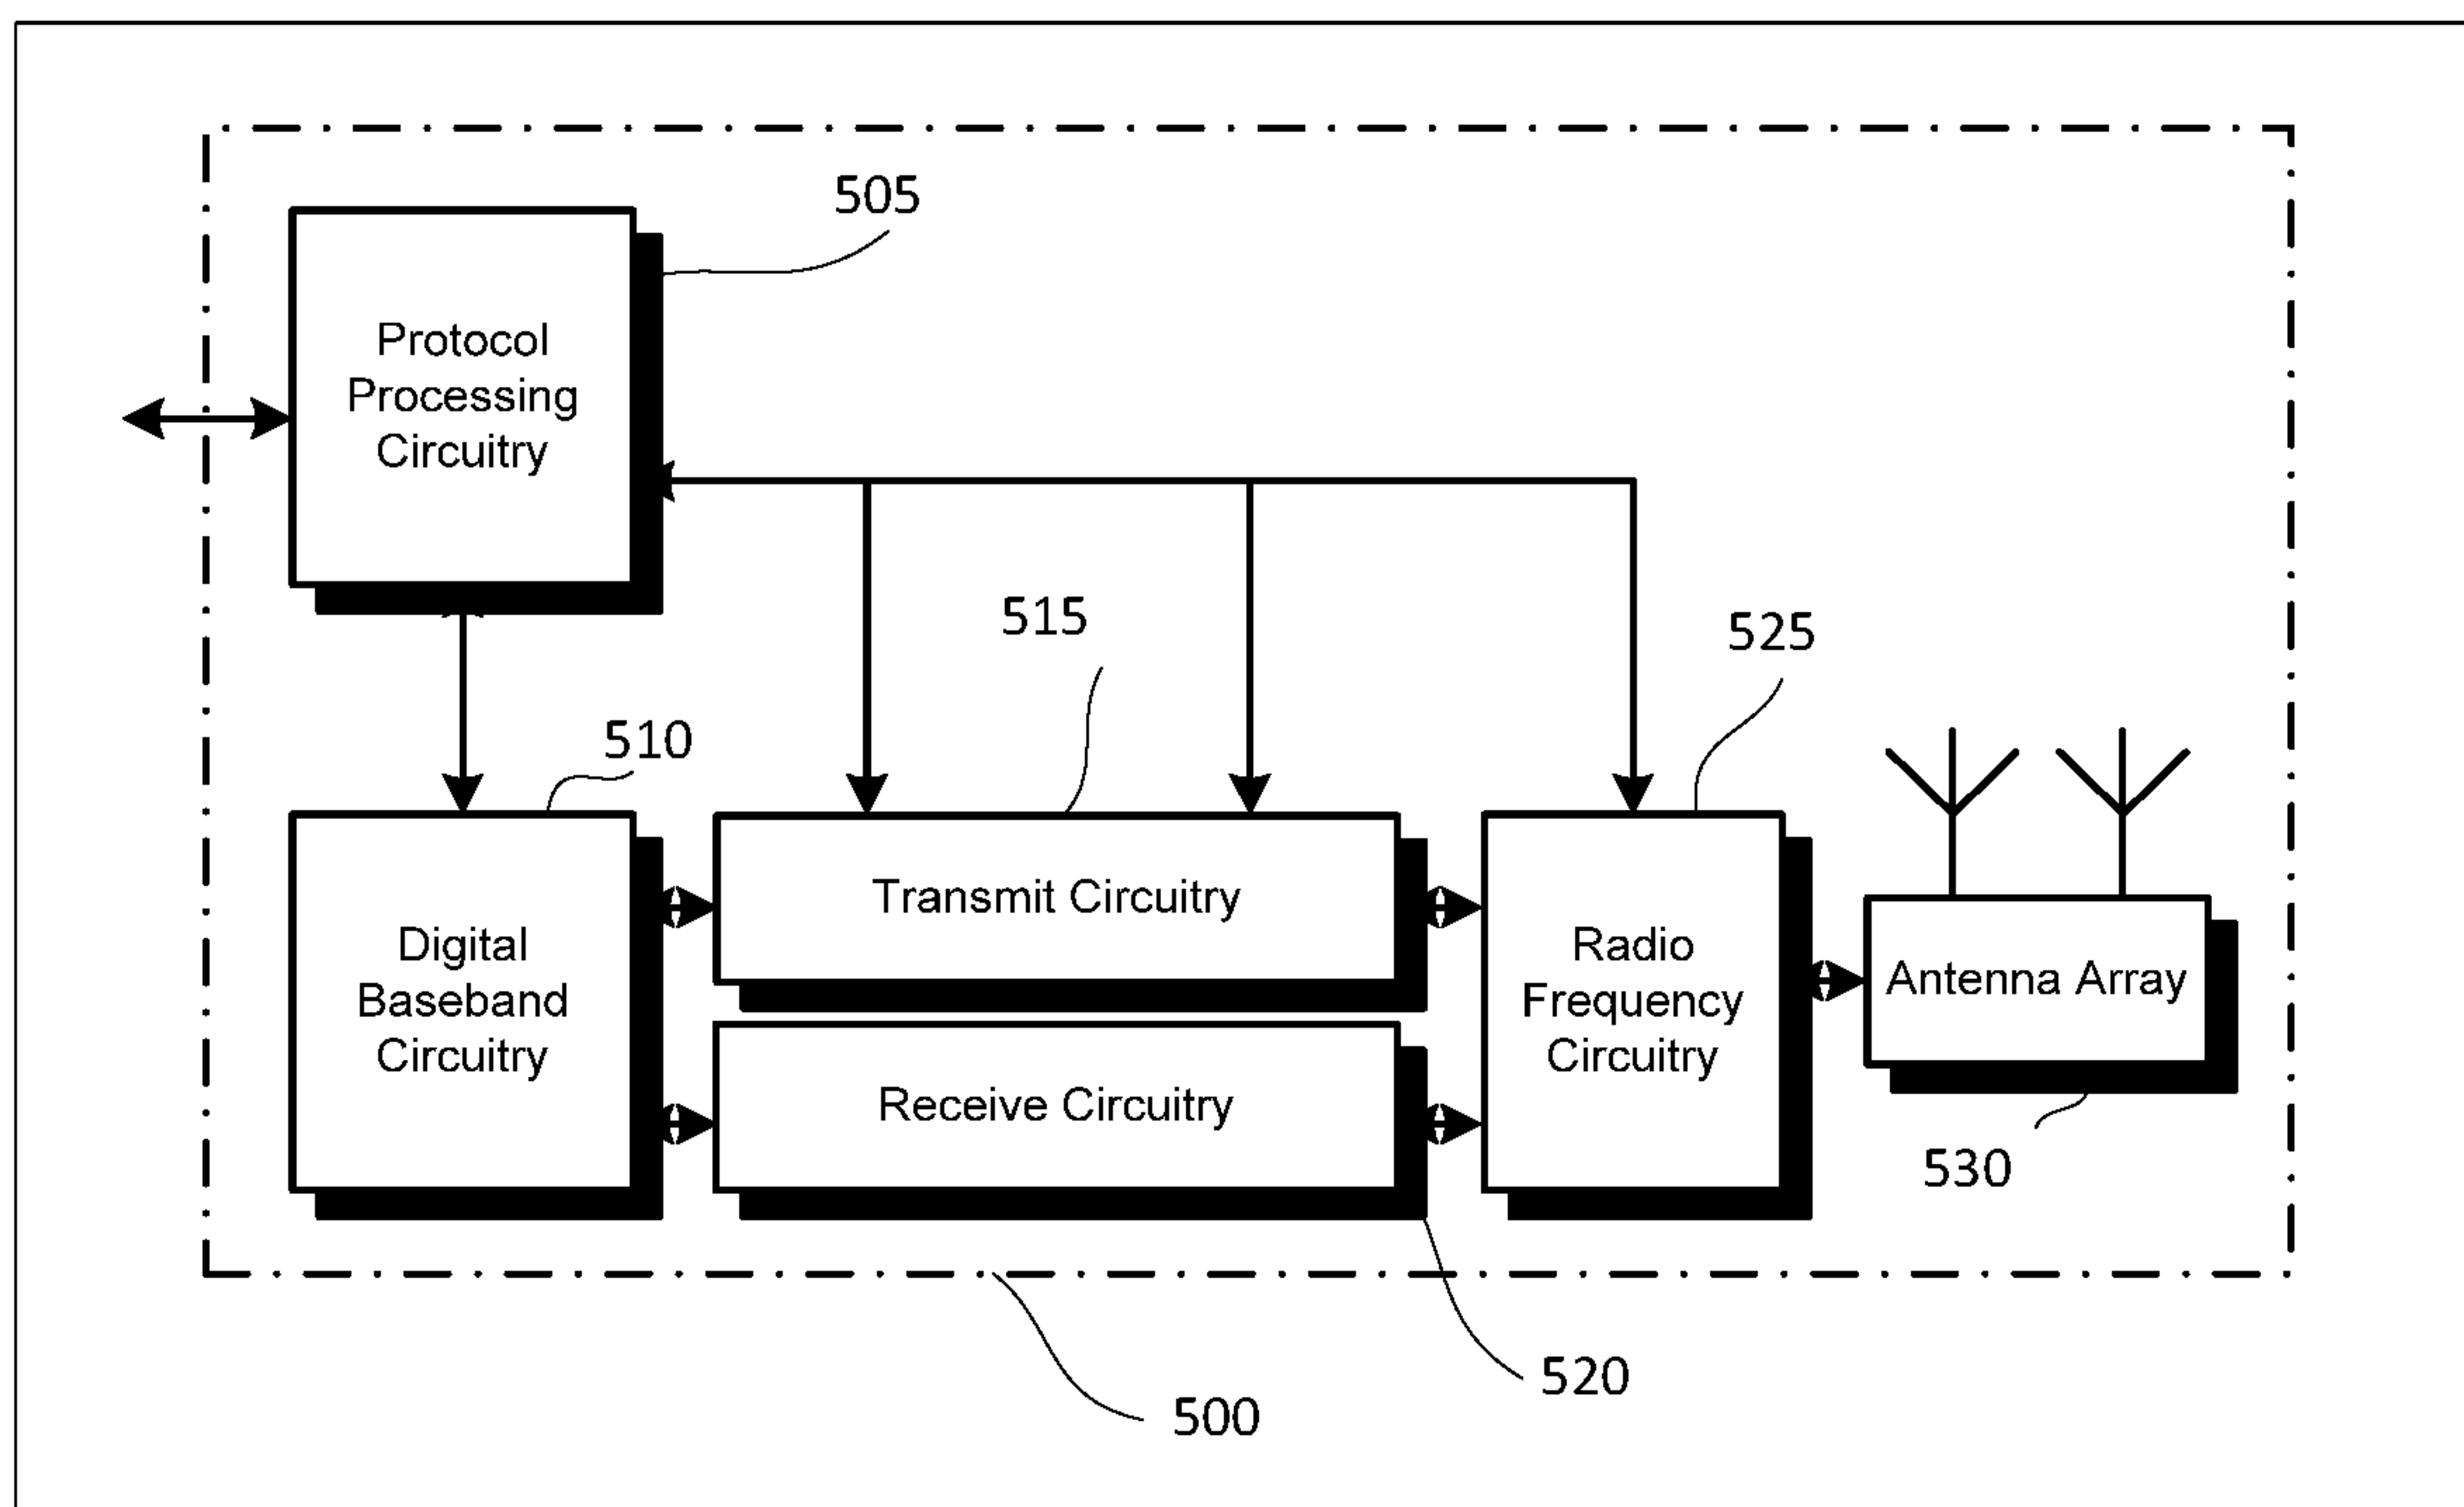 505
Protocol
Processing
Circuitry
515
525
510
Transmit Circuitry
Digital
Baseband
Circuitry
Radio
Frequency
Circuitry
Antenna Array
Receive Circuitry
530
520
500